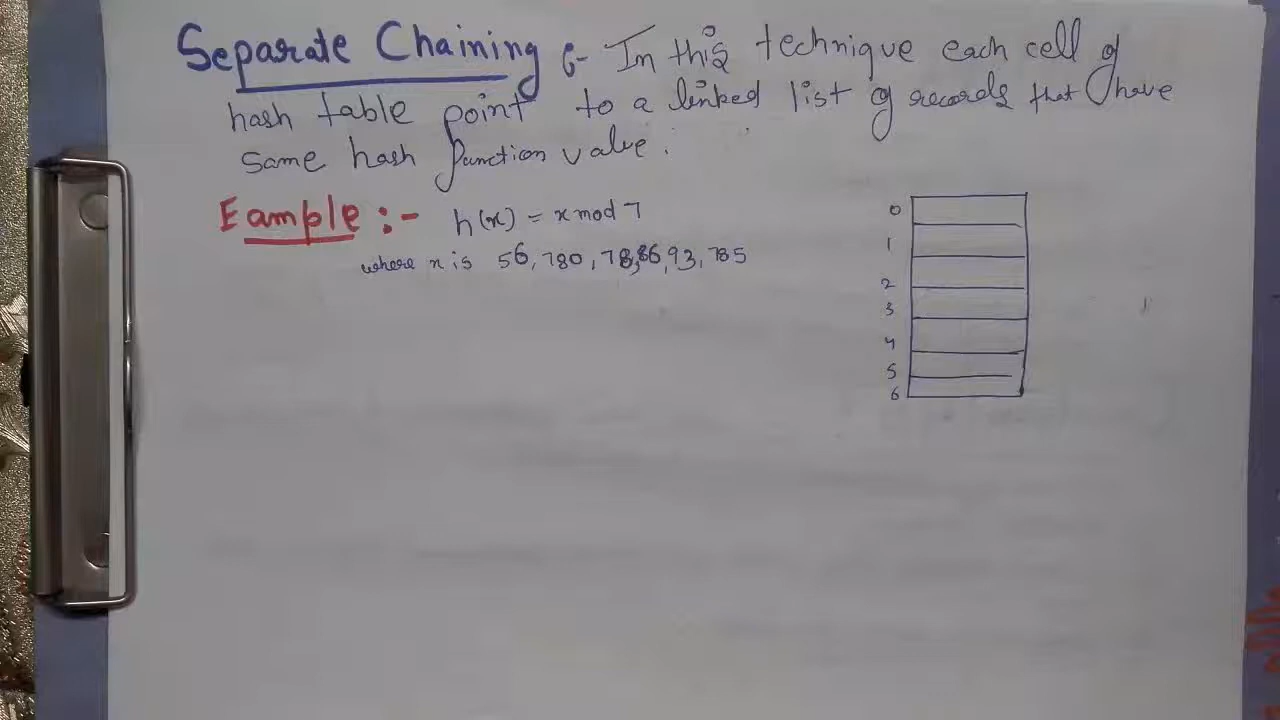 Separate Chaining :- In this technique each cell of
hash table point to a linked list of records that have
same hash function value.
Eample :- h(x) = x mod 7
where x is 56, 780, 78, 86, 93, 785
0
1
2
3
4
5
6